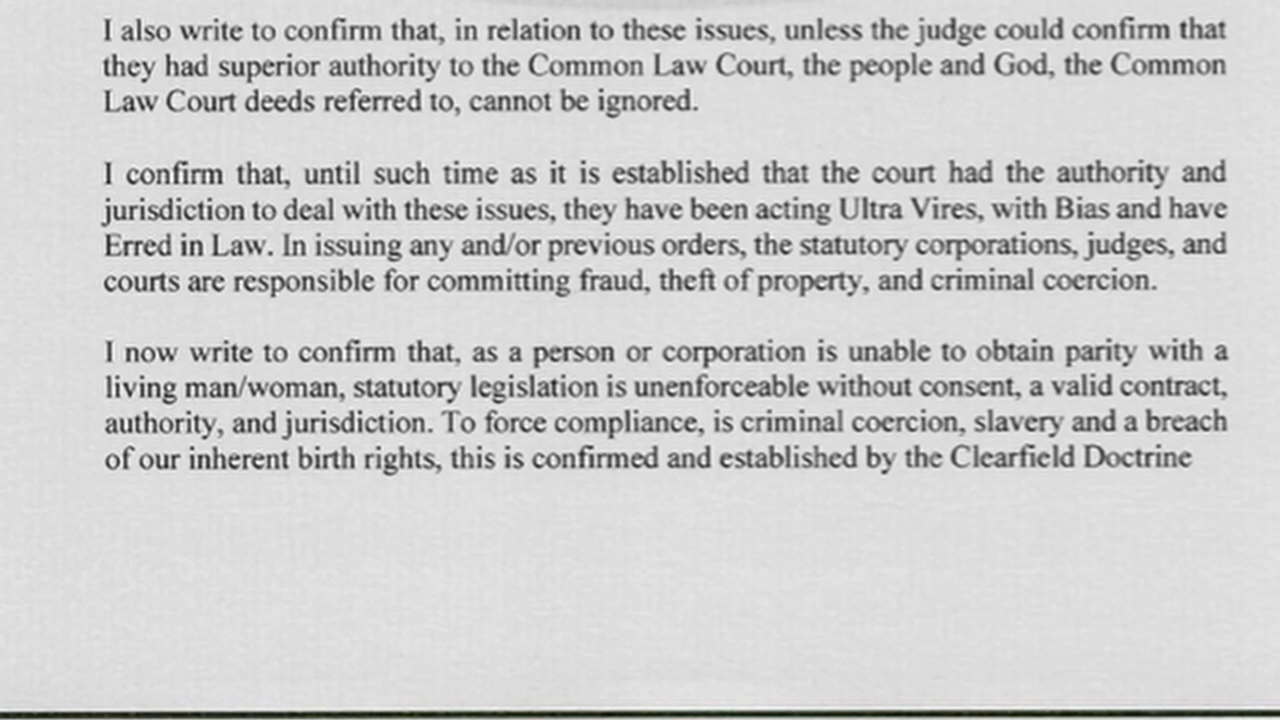 I also write to confirm that, in relation to these issues, unless the judge could confirm that
they had superior authority to the Common Law Court, the people and God, the Common
Law Court deeds referred to, cannot be ignored.
I confirm that, until such time as it is established that the court had the authority and
jurisdiction to deal with these issues, they have been acting Ultra Vires, with Bias and have
Erred in Law. In issuing any and/or previous orders, the statutory corporations, judges, and
courts are responsible for committing fraud, theft of property, and criminal coercion.
I now write to confirm that, as a person or corporation is unable to obtain parity with a
living man/woman, statutory legislation is unenforceable without consent, a valid contract,
authority, and jurisdiction. To force compliance, is criminal coercion, slavery and a breach
of our inherent birth rights, this is confirmed and established by the Clearfield Doctrine